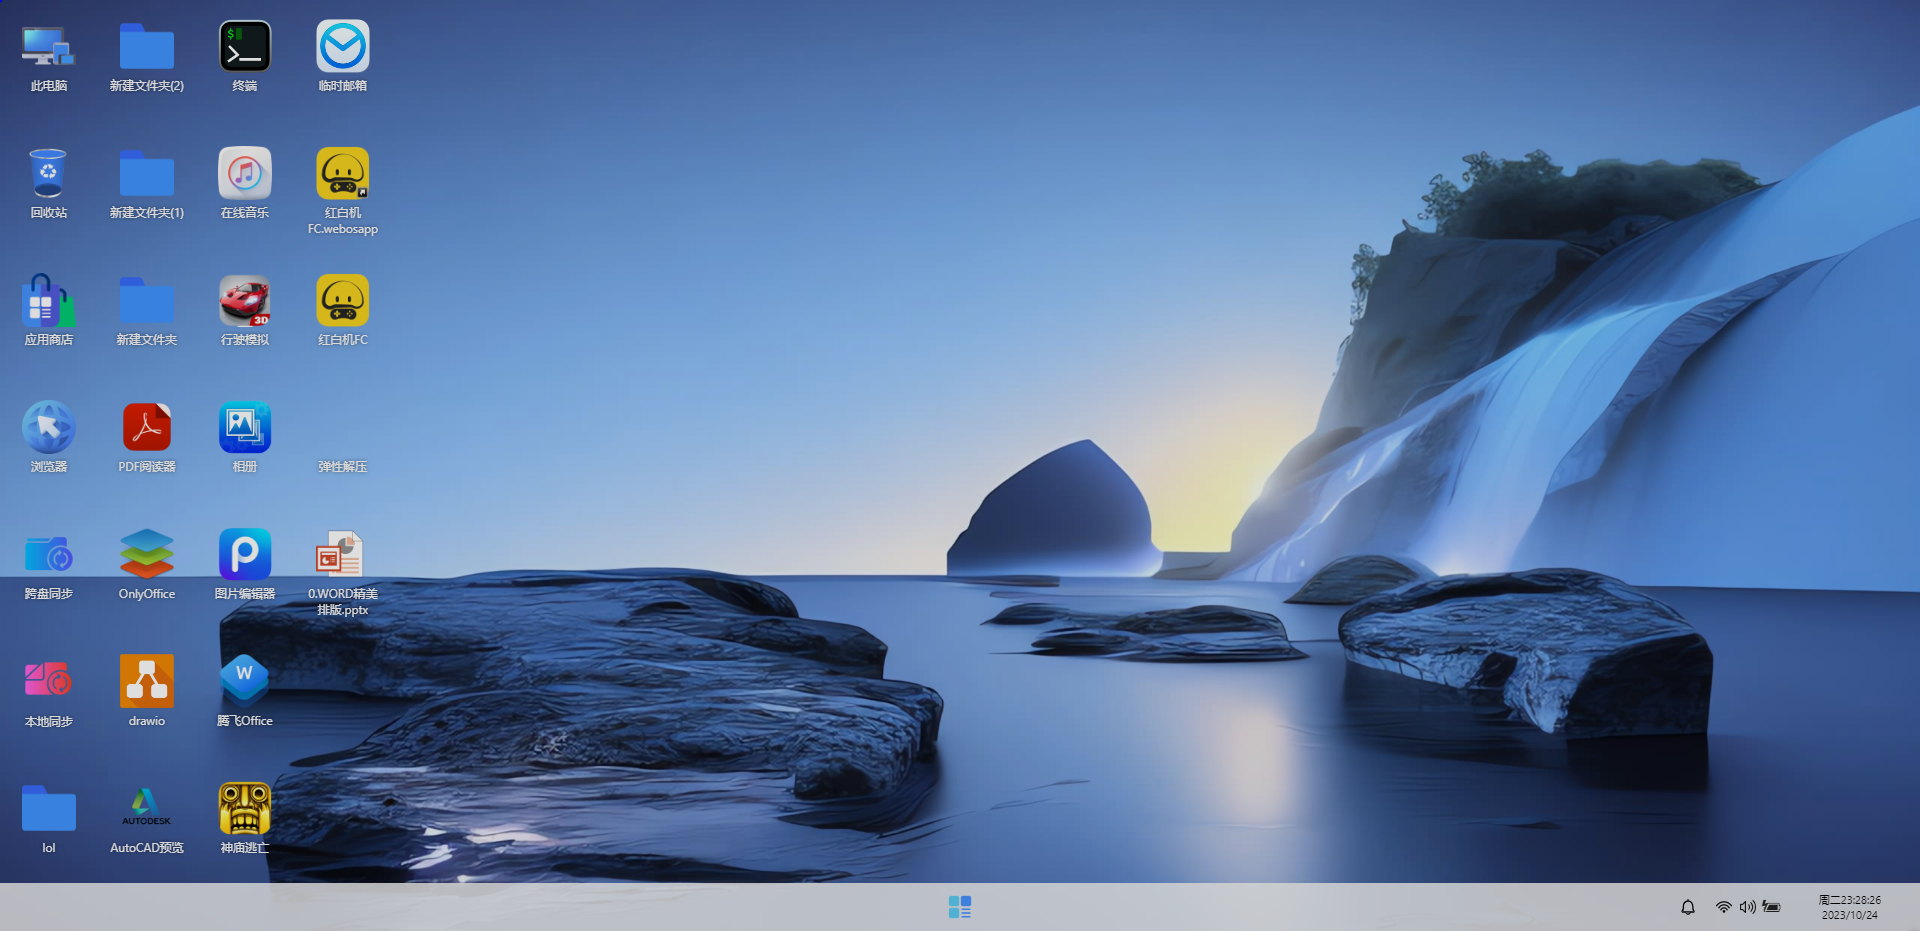 此电脑
新建文件夹(2)
$
终端
临时邮箱
回收站
新建文件夹(1)
在线音乐
红白机
FC.webosapp
应用商店
新建文件夹
3D
行驶模拟
红白机FC
浏览器
PDF阅读器
相册
弹性解压
跨盘同步
OnlyOffice
图片编辑器
0.WORD精美
排版.pptx
本地同步
drawio
W
腾飞Office
lol
AUTODESK
AutoCAD预览
神庙逃亡
周二23:28:26
2023/10/24